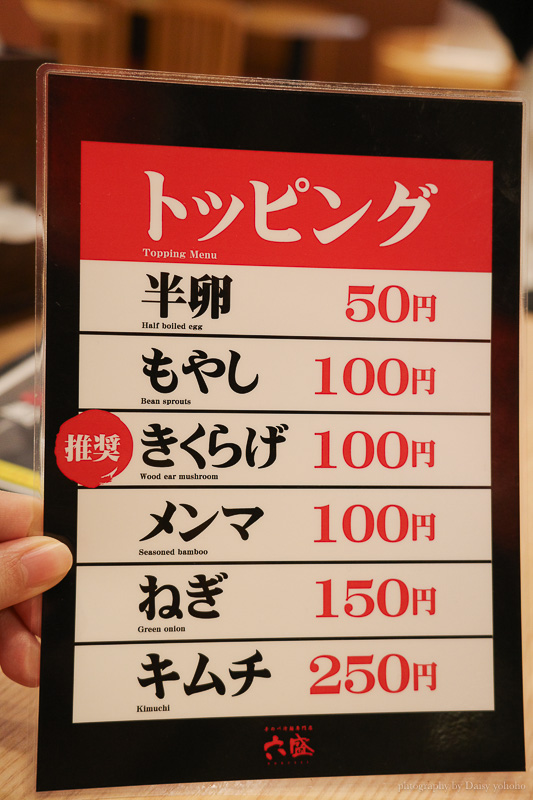 トッピング
Topping Menu
半卵
50円
Half boiled egg
もやし
100円
Bean sprouts
推奨
きくらげ
100円
Wood ear mushroom
メンマ
100円
Seasoned bamboo
ねぎ
150円
Green onion
キムチ
250円
Kimuchi
六盛
photography by Daisy yohoho